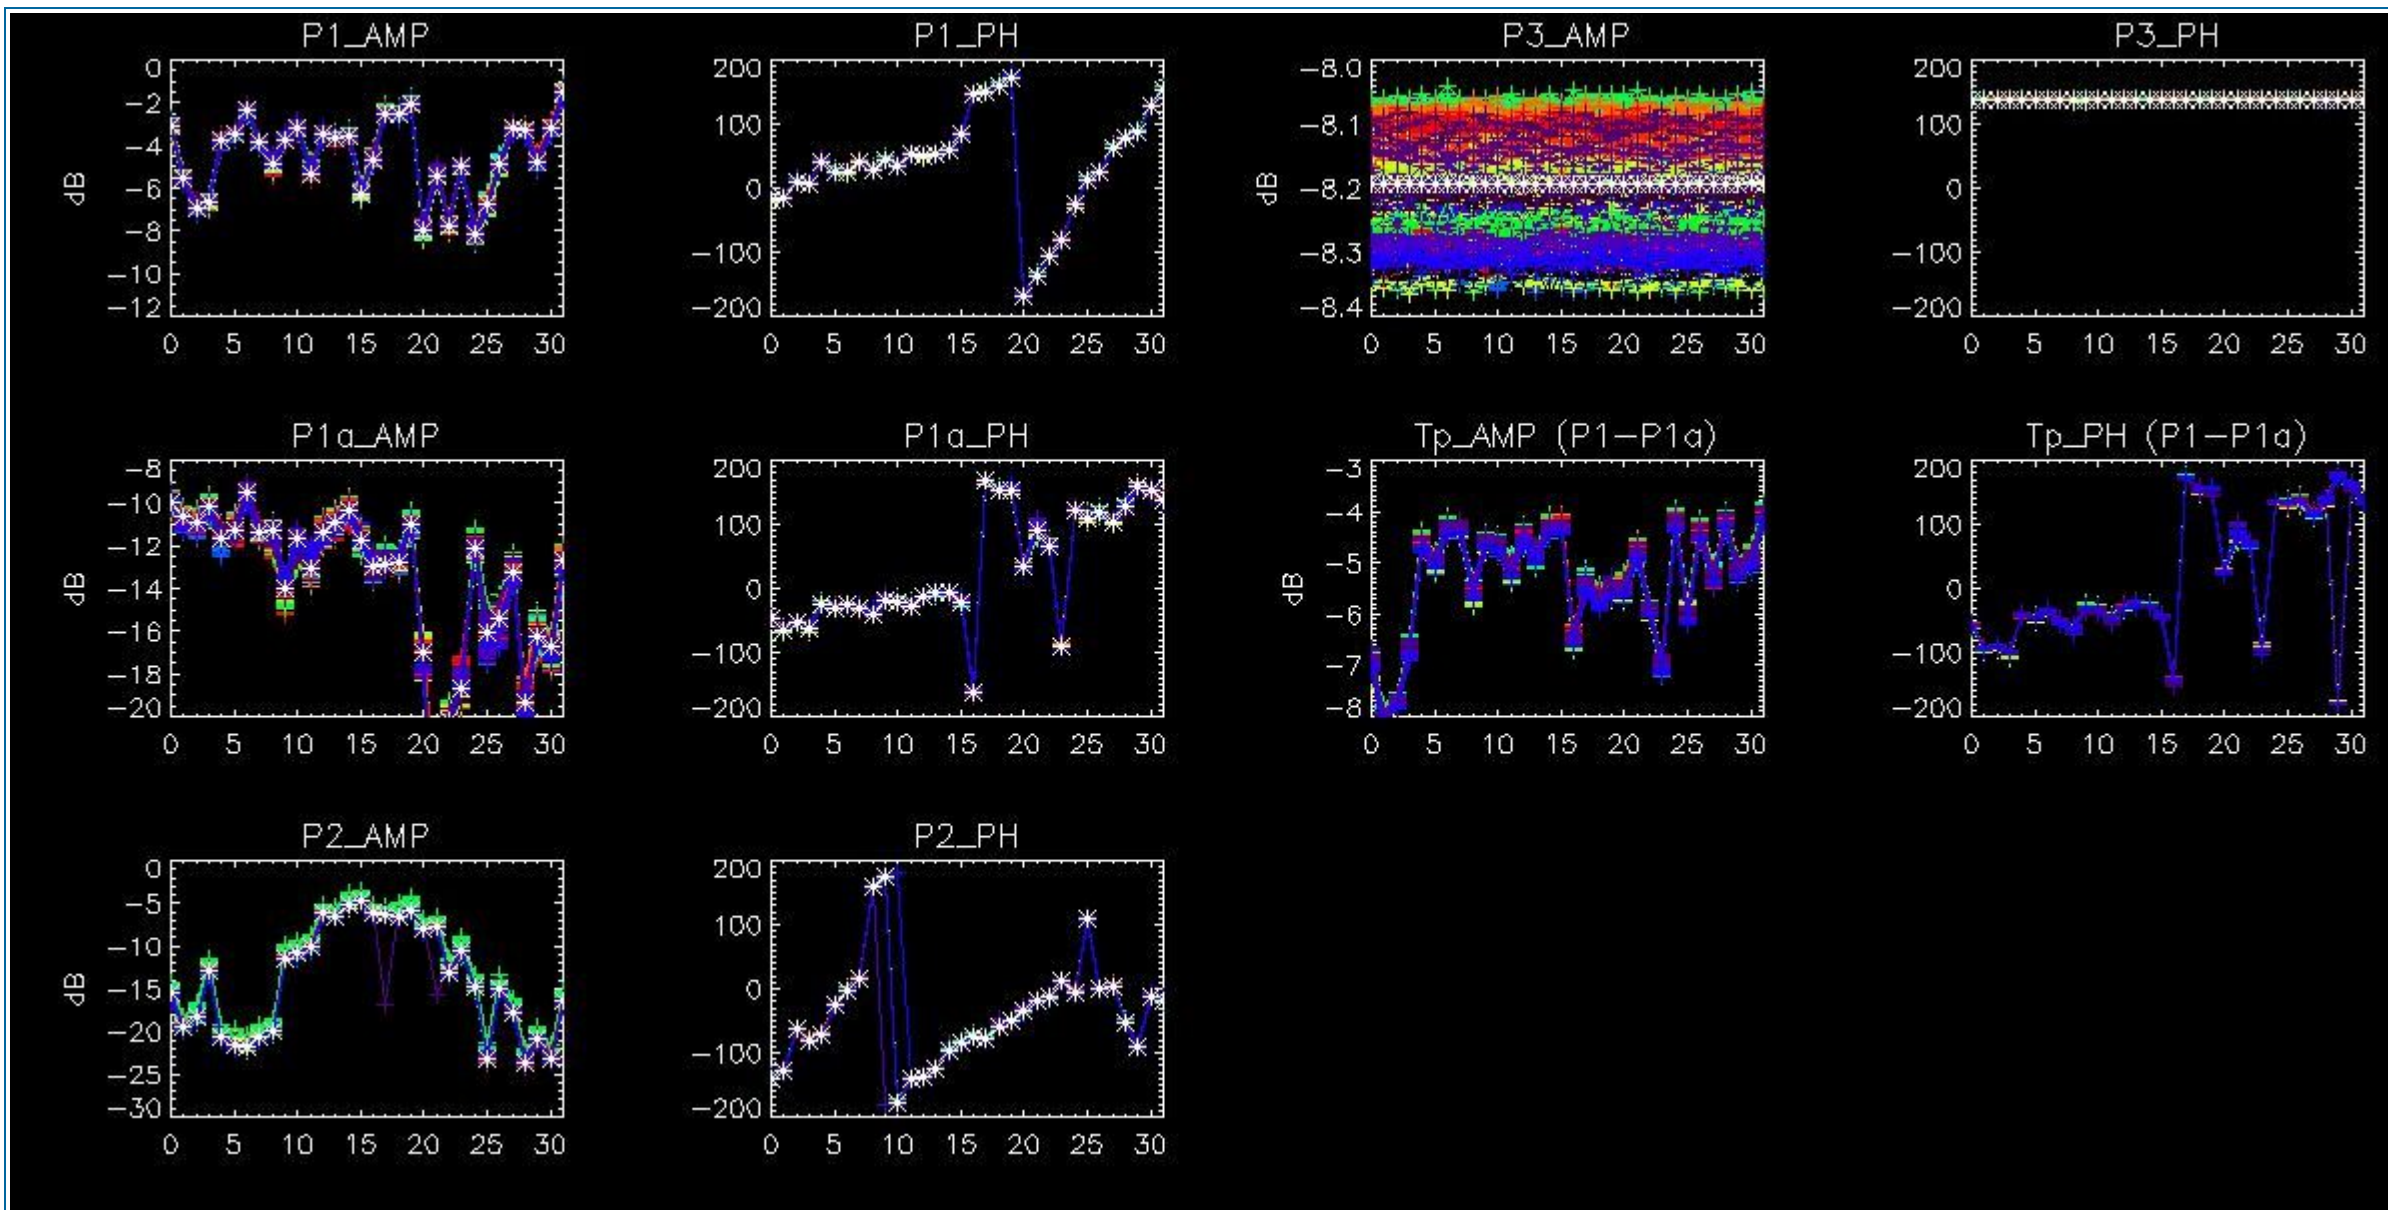 P1_AMP P1_PH P3_AMP P3_PH
0 200 -8.0 200
-2
-4 100 -8.1 100
dB -6 0 dB -8.2 0
-8
-10 -100 -8.3 -100
-12 -200 -8.4 -200
0 5 10 15 20 25 30 0 5 10 15 20 25 30 0 5 10 15 20 25 30 0 5 10 15 20 25 30
P1a_AMP P1a_PH Tp_AMP (P1-P1a) Tp_PH (P1-P1a)
-8 200 -3 200
-10
-12 100 -4 100
dB -14 0 dB -5 0
-16 -6
-18 -100 -7 -100
-20 -200 -8 -200
0 5 10 15 20 25 30 0 5 10 15 20 25 30 0 5 10 15 20 25 30 0 5 10 15 20 25 30
P2_AMP P2_PH
0 200
-5 100
-10
dB -15 0
-20
-25 -100
-30 -200
0 5 10 15 20 25 30 0 5 10 15 20 25 30